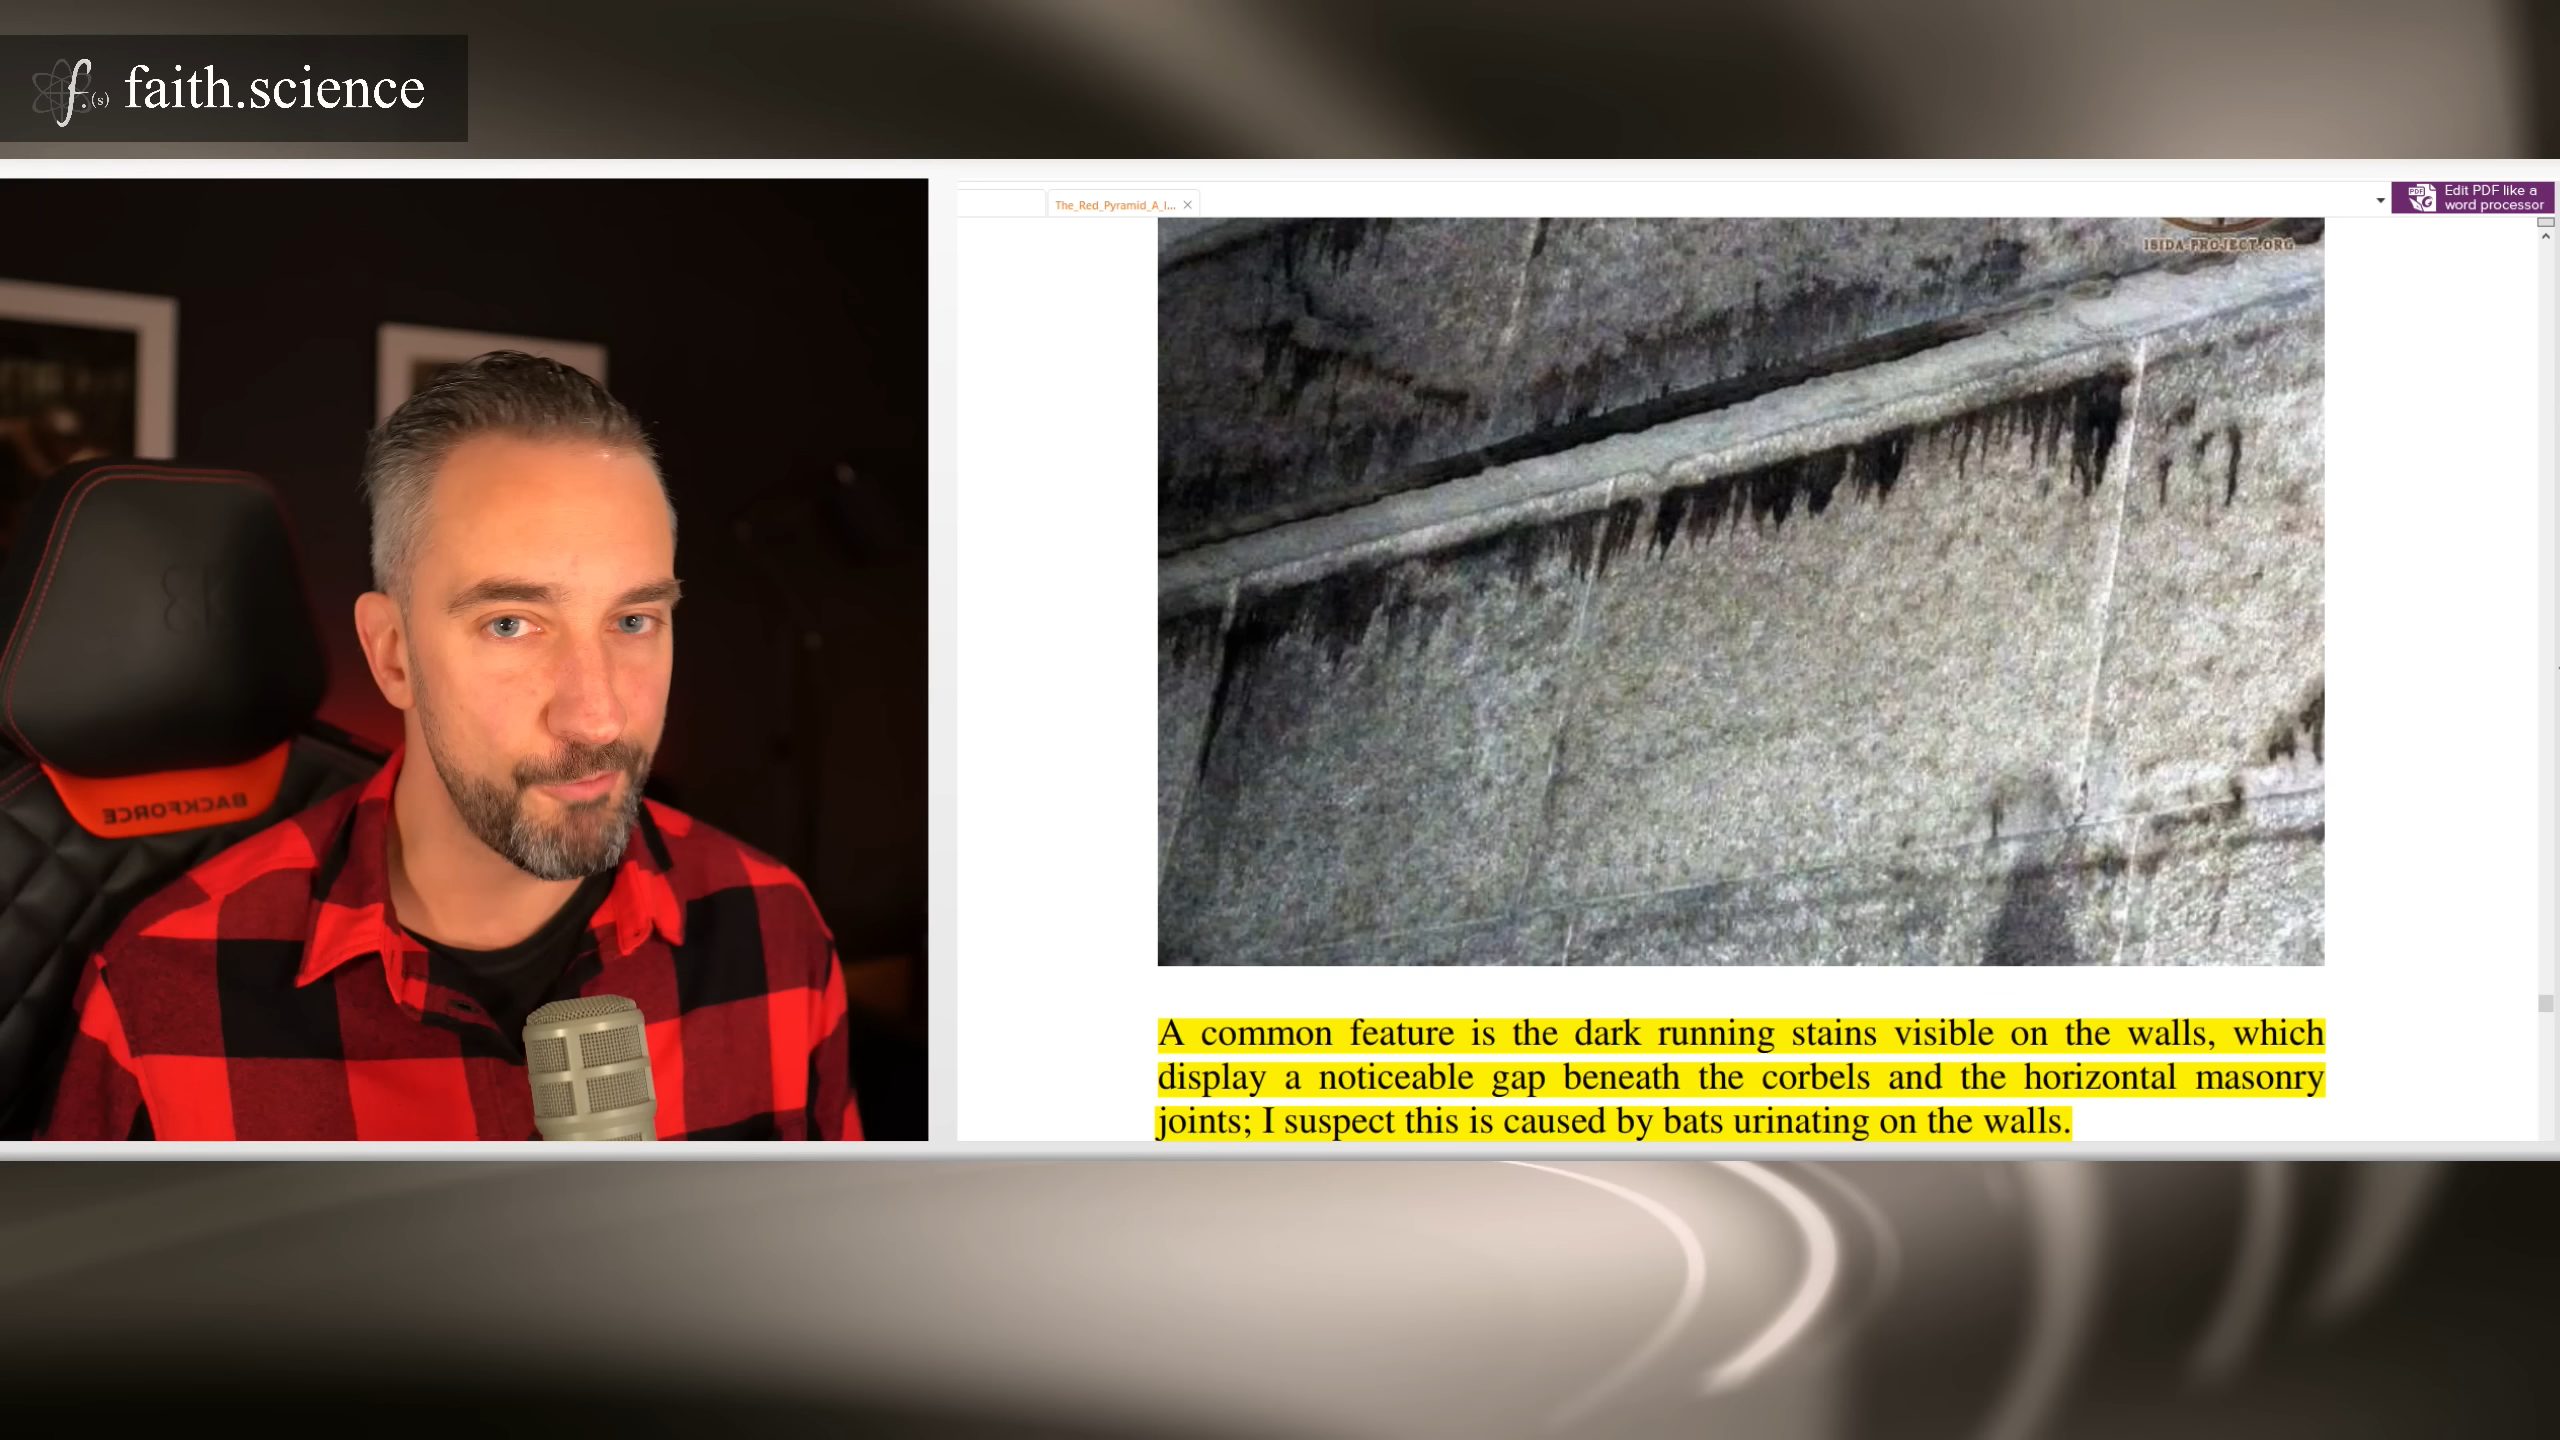 f.(s) faith.science
BACKFORCE
The_Red_Pyramid_A_I...
Edit PDF like a
word processor
ISIDA-PROJECT.ORG
A common feature is the dark running stains visible on the walls, which
display a noticeable gap beneath the corbels and the horizontal masonry
joints; I suspect this is caused by bats urinating on the walls.